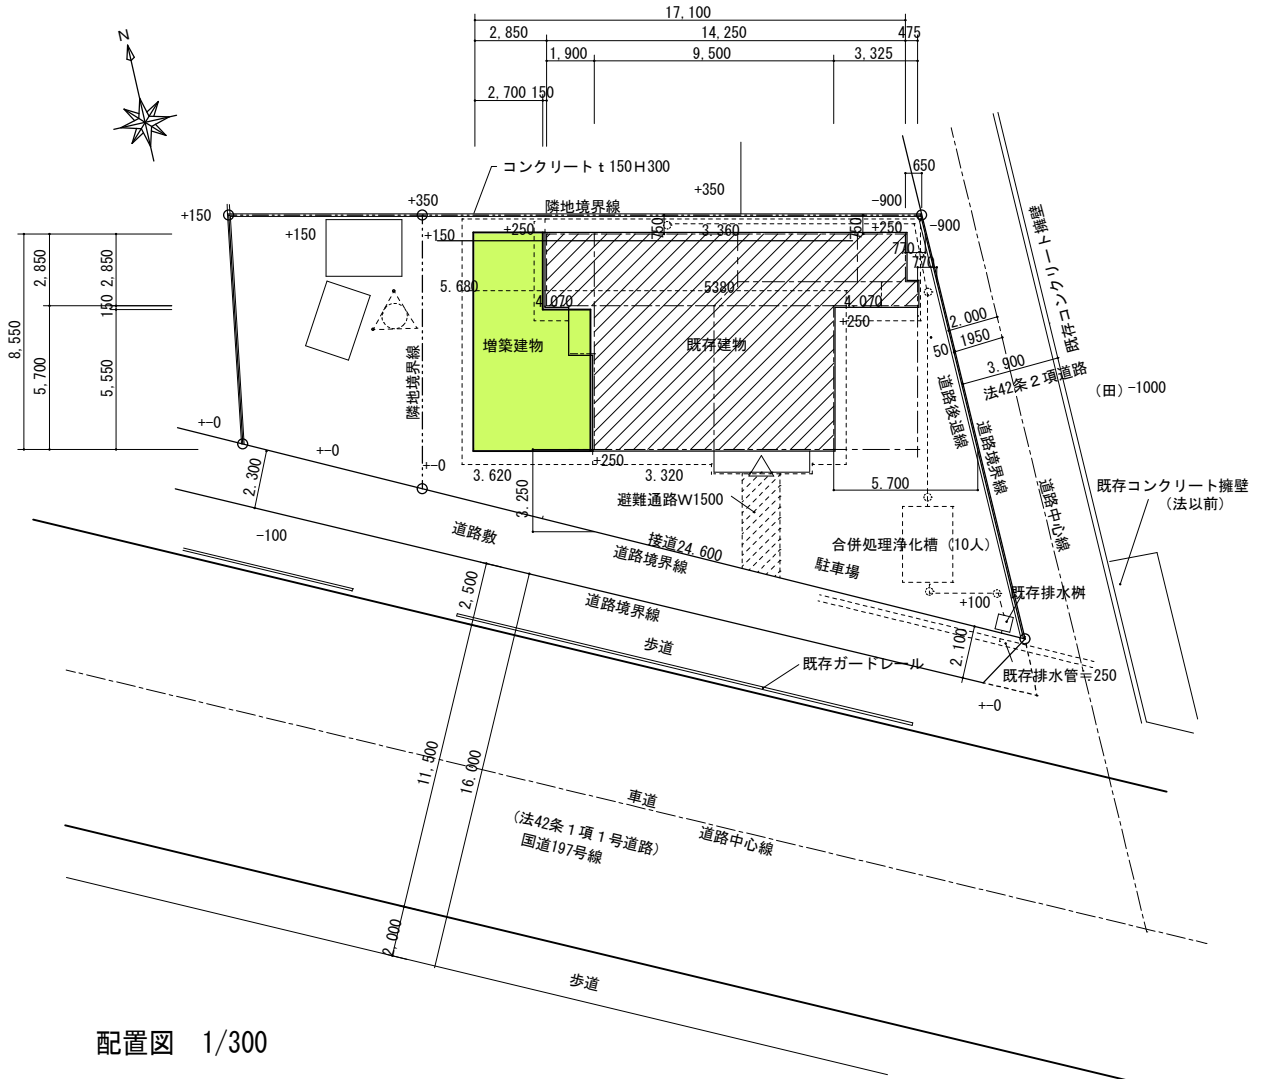 17,100
2,850
14,250
475
1,900
9,500
3,325
2,700
150
N
コンクリートt150H300
650
+350
-900
+150
+350
隣地境界線
-900
+150
+150
+250
750
3.360
750
+250
770
770
2,850
2,850
5.680
5380
150
4.070
4.070
+250
2.000
1950
50
3.900
既存コンクリート擁壁
8,550
5,700
5,550
増築建物
既存建物
隣地境界線
法42条2項道路
(田)
-1000
道路後退線
道路境界線
道路中心線
+-0
+-0
+-0
2.300
3.620
+250
3.320
3.250
5.700
既存コンクリート擁壁
(法以前)
避難通路W1500
-100
道路敷
接道24.600
道路境界線
合併処理浄化槽(10人)
駐車場
2,500
道路境界線
+100
既存排水桝
2.100
歩道
既存ガードレール
既存排水管=250
+-0
11,500
16.000
車道
道路中心線
(法42条1項1号道路)
国道197号線
2.000
歩道
配置図 1/300